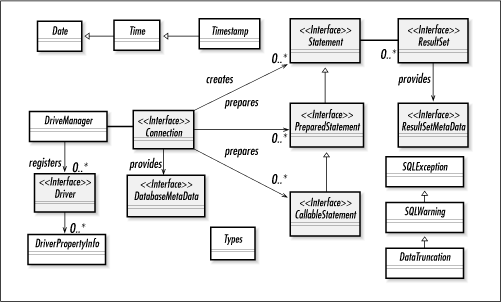 Date
Time
Timestamp
<<Interface>>
Statement
<<Interface>>
ResultSet
0..*
0..*
creates
prepares
provides
DriveManager
<<Interface>>
Connection
<<Interface>>
PreparedStatement
<<Interface>>
ResultSetMetaData
0..*
registers
0..*
provides
prepares
<<Interface>>
Driver
<<Interface>>
DatabaseMetaData
0..*
<<Interface>>
CallableStatement
SQLException
0..*
DriverPropertyInfo
Types
SQLWarning
DataTruncation